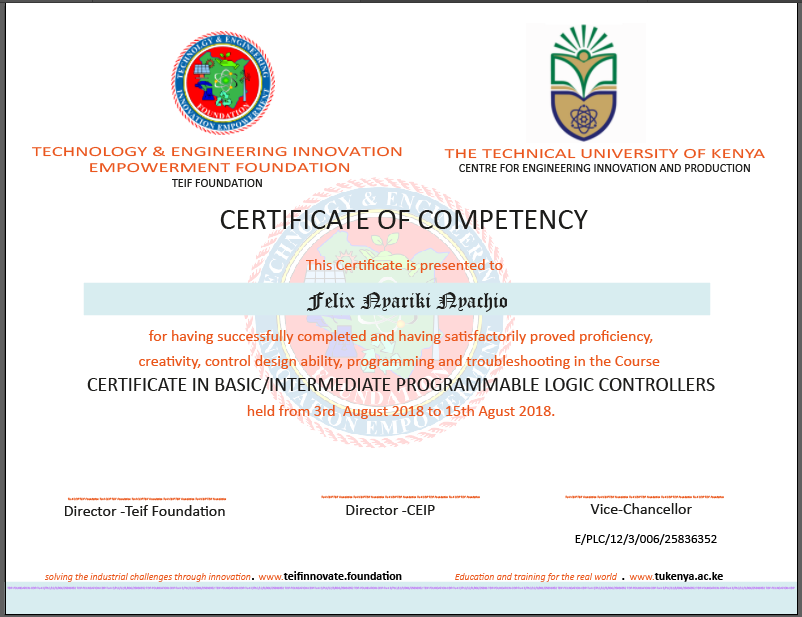 TECHNOLOGY & ENGINEERING
INNOVATION EMPOWERMENT
FOUNDATION
TECHNOLOGY & ENGINEERING INNOVATION
EMPOWERMENT FOUNDATION
TEIF FOUNDATION
THE TECHNICAL UNIVERSITY OF KENYA
CENTRE FOR ENGINEERING INNOVATION AND PRODUCTION
CERTIFICATE OF COMPETENCY
This Certificate is presented to
Felix Nyariki Nyachio
for having successfully completed and having satisfactorily proved proficiency,
creativity, control design ability, programming and troubleshooting in the Course
CERTIFICATE IN BASIC/INTERMEDIATE PROGRAMMABLE LOGIC CONTROLLERS
held from 3rd August 2018 to 15th Agust 2018.
Director -Teif Foundation
Director -CEIP
Vice-Chancellor
E/PLC/12/3/006/25836352
solving the industrial challenges through innovation. www.teifinnovate.foundation
Education and training for the real world . www.tukenya.ac.ke